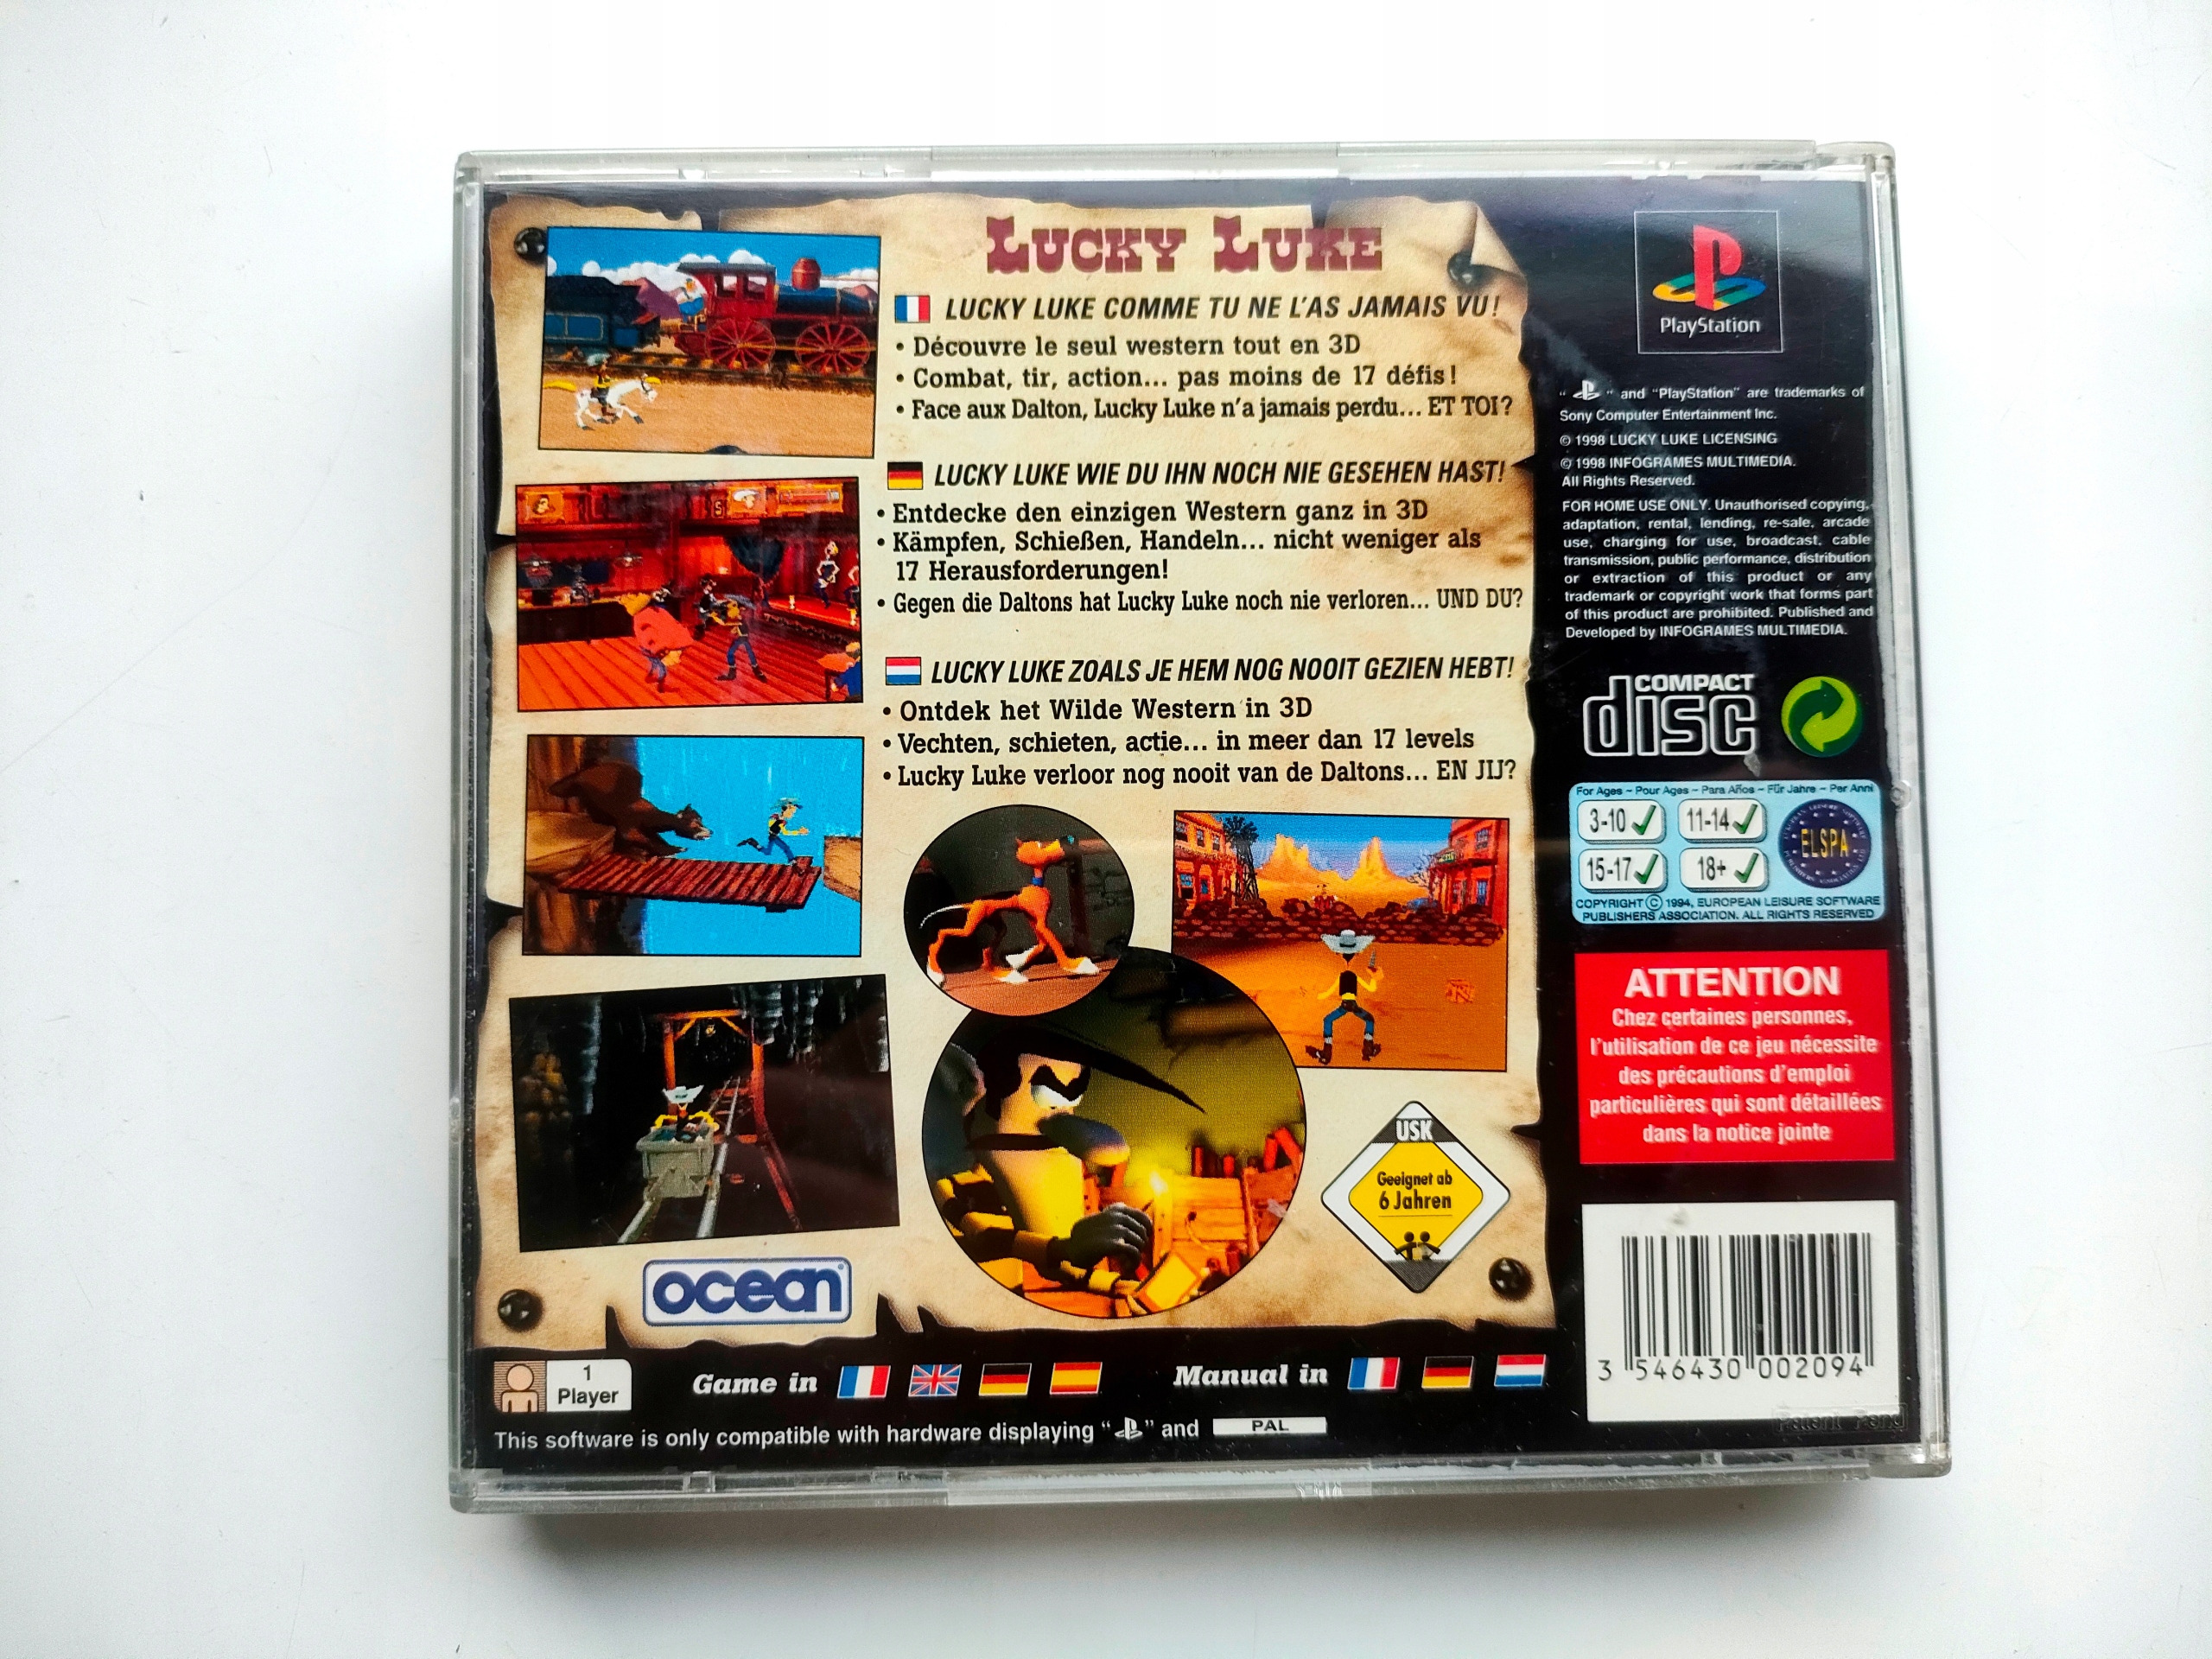 LUCKY LUKE
LUCKY LUKE COMME TU NE L'AS JAMAIS VU!
• Découvre le seul western tout en 3D
• Combat, tir, action... pas moins de 17 défis!
• Face aux Dalton, Lucky Luke n'a jamais perdu... ET TOI?
LUCKY LUKE WIE DU IHN NOCH NIE GESEHEN HAST!
• Entdecke den einzigen Western ganz in 3D
• Kämpfen, Schießen, Handeln... nicht weniger als
17 Herausforderungen!
• Gegen die Daltons hat Lucky Luke noch nie verloren... UND DU?
LUCKY LUKE ZOALS JE HEM NOG NOOIT GEZIEN HEBT!
• Ontdek het Wilde Western in 3D
• Vechten, schieten, actie... in meer dan 17 levels
• Lucky Luke verloor nog nooit van de Daltons... EN JIJ?
USK
Geeignet ab
6 Jahren
ocean
1
Player
Game in
Manual in
This software is only compatible with hardware displaying " " and PAL
PlayStation
" " and "PlayStation" are trademarks of
Sony Computer Entertainment Inc.
© 1998 LUCKY LUKE LICENSING
© 1998 INFOGRAMES MULTIMEDIA.
All Rights Reserved.
FOR HOME USE ONLY. Unauthorised copying,
adaptation, rental, lending, re-sale, arcade
use, charging for use, broadcast, cable
transmission, public performance, distribution
or extraction of this product or any
trademark or copyright work that forms part
of this product are prohibited. Published and
Developed by INFOGRAMES MULTIMEDIA.
COMPACT
disc
For Ages ~ Pour Ages ~ Para Años ~ Für Jahre ~ Per Anni
3-10 ✓ 11-14 ✓
15-17 ✓ 18+ ✓
ELSPA
COPYRIGHT © 1994, EUROPEAN LEISURE SOFTWARE
PUBLISHERS ASSOCIATION. ALL RIGHTS RESERVED
ATTENTION
Chez certaines personnes,
l'utilisation de ce jeu nécessite
des précautions d'emploi
particulières qui sont détaillées
dans la notice jointe
3 546430 002094
Patent Pend